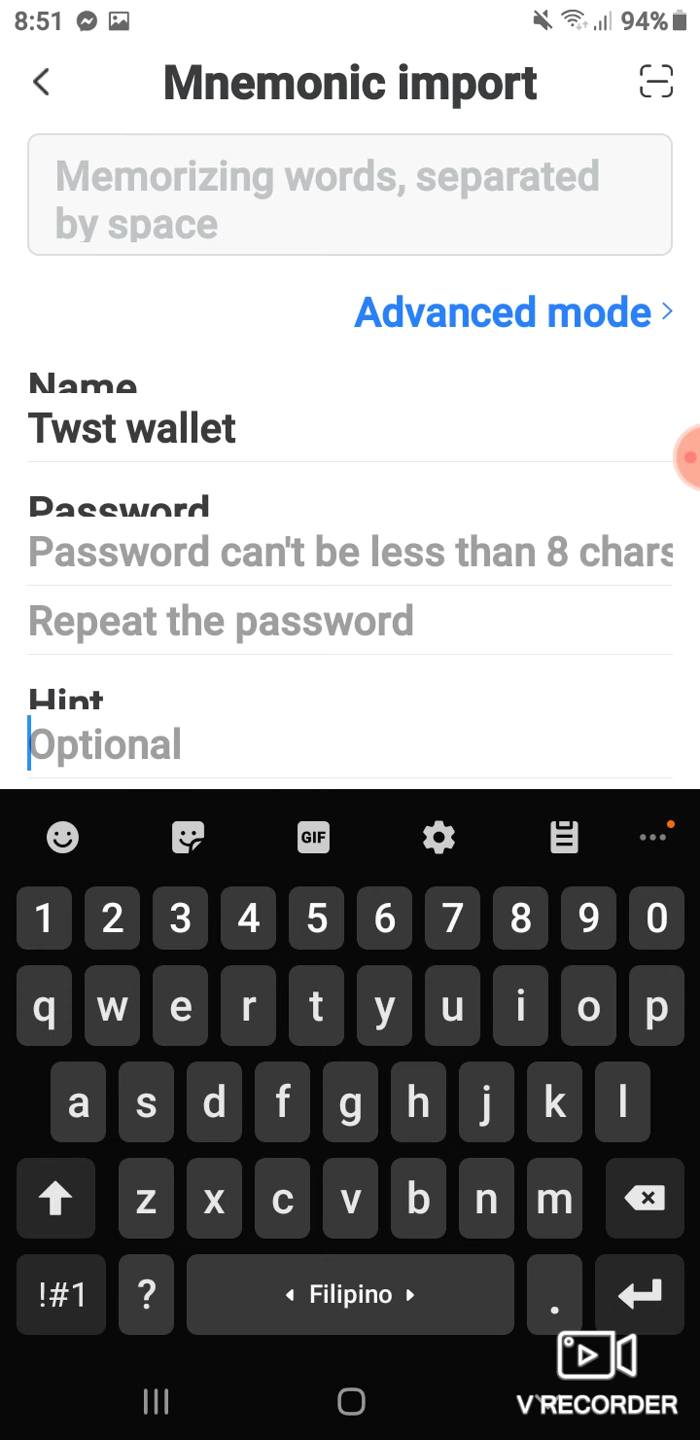 8:51 94%
Mnemonic import
Memorizing words, separated
by space
Advanced mode >
Name
Twst wallet
Password
Password can't be less than 8 chars
Repeat the password
Hint
Optional
GIF
1 2 3 4 5 6 7 8 9 0
q w e r t y u i o p
a s d f g h j k l
z x c v b n m
!#1 ? Filipino .
V RECORDER